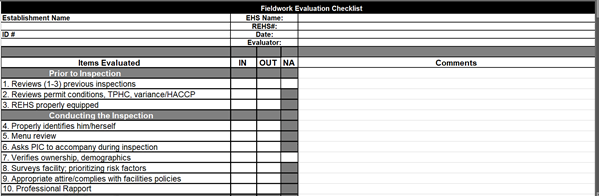 Fieldwork Evaluation Checklist
Establishment Name EHS Name:
REHS#:
ID # Date:
Evaluator:
Items Evaluated IN OUT NA Comments
Prior to Inspection
1. Reviews (1-3) previous inspections
2. Reviews permit conditions, TPHC, variance/HACCP
3. REHS properly equipped
Conducting the Inspection
4. Properly identifies him/herself
5. Menu review
6. Asks PIC to accompany during inspection
7. Verifies ownership, demographics
8. Surveys facility; prioritizing risk factors
9. Appropriate attire/complies with facilities policies
10. Professional Rapport